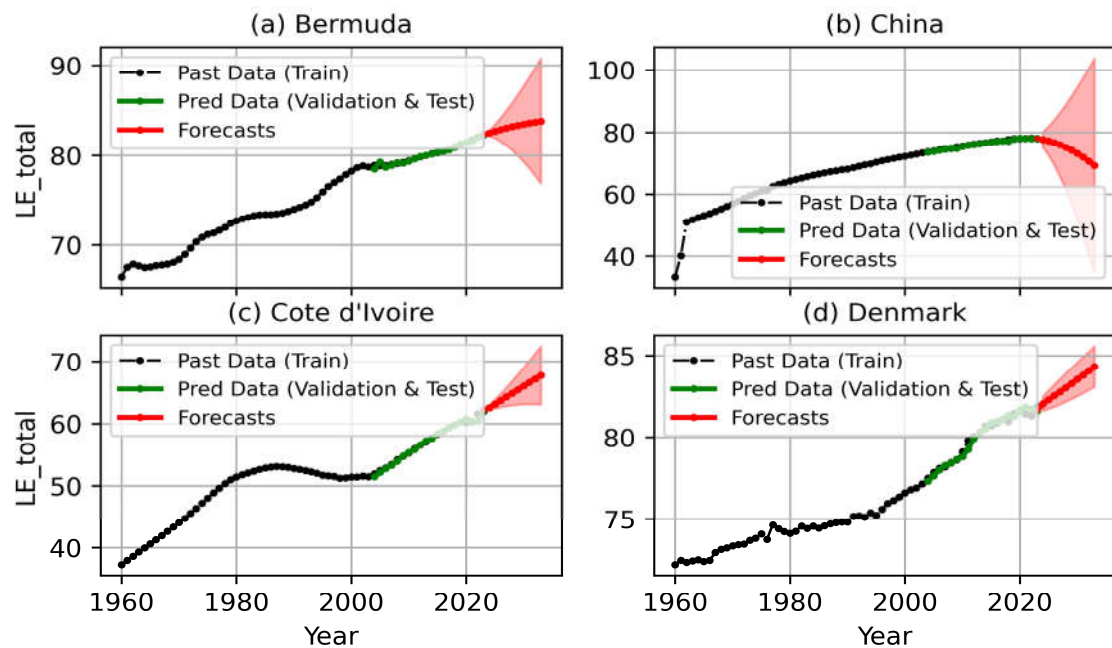 (a) Bermuda
LE_total
90
80
70
Past Data (Train)
Pred Data (Validation & Test)
Forecasts
(b) China
100
80
60
40
Past Data (Train)
Pred Data (Validation & Test)
Forecasts
(c) Cote d'Ivoire
LE_total
70
60
50
40
Past Data (Train)
Pred Data (Validation & Test)
Forecasts
1960 1980 2000 2020
Year
(d) Denmark
85
80
75
Past Data (Train)
Pred Data (Validation & Test)
Forecasts
1960 1980 2000 2020
Year